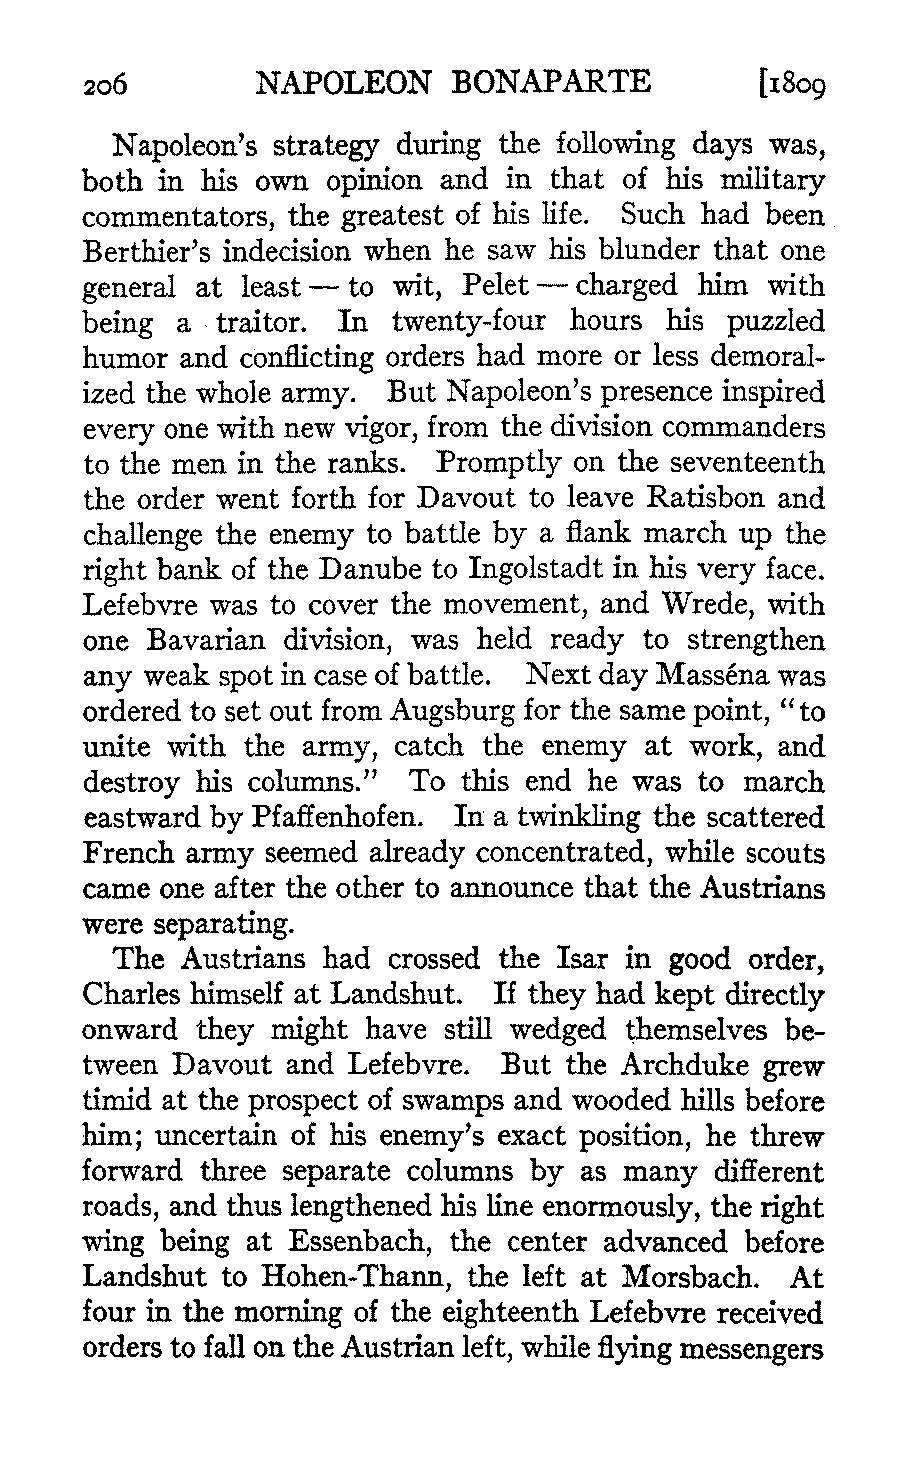 206 NAPOLEON BONAPARTE [1809
Napoleon's strategy during the following days was,
both in his own opinion and in that of his military
commentators, the greatest of his life. Such had been
Berthier's indecision when he saw his blunder that one
general at least — to wit, Pelet — charged him with
being a traitor. In twenty-four hours his puzzled
humor and conflicting orders had more or less demoral-
ized the whole army. But Napoleon's presence inspired
every one with new vigor, from the division commanders
to the men in the ranks. Promptly on the seventeenth
the order went forth for Davout to leave Ratisbon and
challenge the enemy to battle by a flank march up the
right bank of the Danube to Ingolstadt in his very face.
Lefebvre was to cover the movement, and Wrede, with
one Bavarian division, was held ready to strengthen
any weak spot in case of battle. Next day Masséna was
ordered to set out from Augsburg for the same point, "to
unite with the army, catch the enemy at work, and
destroy his columns." To this end he was to march
eastward by Pfaffenhofen. In a twinkling the scattered
French army seemed already concentrated, while scouts
came one after the other to announce that the Austrians
were separating.
The Austrians had crossed the Isar in good order,
Charles himself at Landshut. If they had kept directly
onward they might have still wedged themselves be-
tween Davout and Lefebvre. But the Archduke grew
timid at the prospect of swamps and wooded hills before
him; uncertain of his enemy's exact position, he threw
forward three separate columns by as many different
roads, and thus lengthened his line enormously, the right
wing being at Essenbach, the center advanced before
Landshut to Hohen-Thann, the left at Morsbach. At
four in the morning of the eighteenth Lefebvre received
orders to fall on the Austrian left, while flying messengers